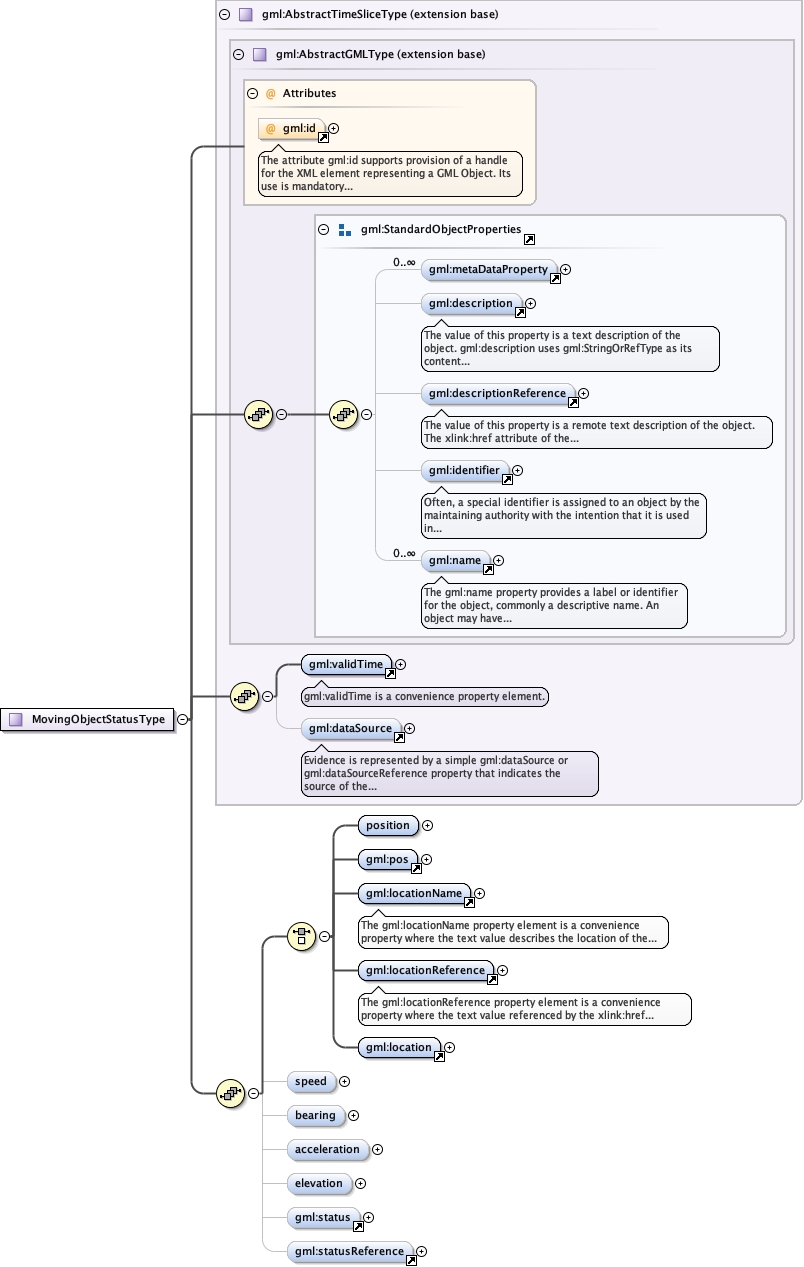 gml:AbstractTimeSliceType (extension base)
gml:AbstractGMLType (extension base)
@ Attributes
@ gml:id
The attribute gml:id supports provision of a handle
for the XML element representing a GML Object. Its
use is mandatory...
gml:StandardObjectProperties
0..∞
gml:metaDataProperty
gml:description
The value of this property is a text description of the
object. gml:description uses gml:StringOrRefType as its
content...
gml:descriptionReference
The value of this property is a remote text description of the object.
The xlink:href attribute of the...
gml:identifier
Often, a special identifier is assigned to an object by the
maintaining authority with the intention that it is used
in...
0..∞
gml:name
The gml:name property provides a label or identifier
for the object, commonly a descriptive name. An
object may have...
gml:validTime
gml:validTime is a convenience property element.
MovingObjectStatusType
gml:dataSource
Evidence is represented by a simple gml:dataSource or
gml:dataSourceReference property that indicates the
source of the...
position
gml:pos
gml:locationName
The gml:locationName property element is a convenience
property where the text value describes the location of the...
gml:locationReference
The gml:locationReference property element is a convenience
property where the text value referenced by the xlink:href...
gml:location
speed
bearing
acceleration
elevation
gml:status
gml:statusReference